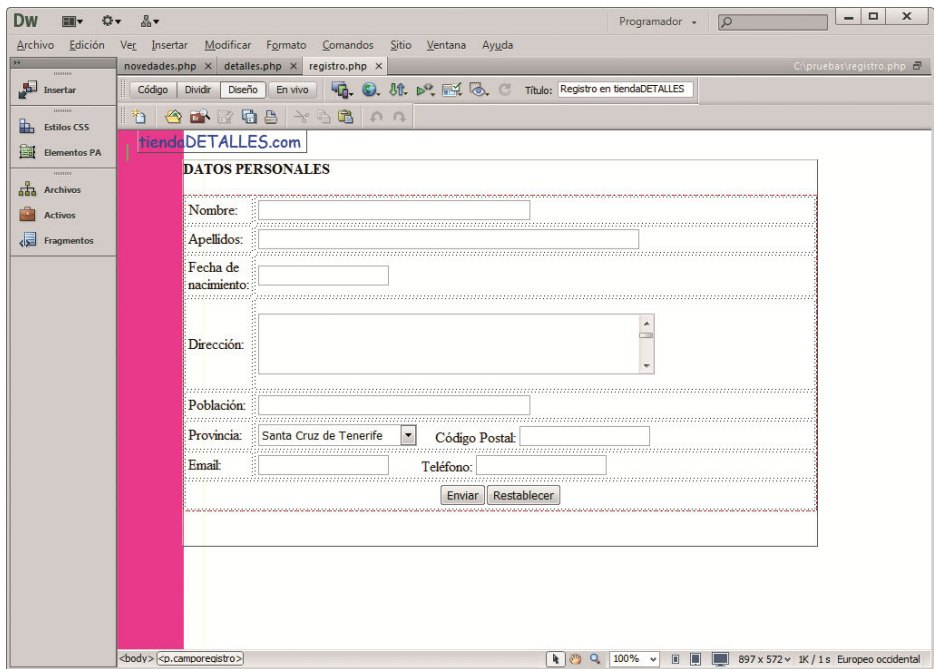 Dw Programador
Archivo Edición Ver Insertar Modificar Formato Comandos Sitio Ventana Ayuda
novedades.php × detalles.php × registro.php × C:\pruebas\registro.php
Insertar
Código Dividir Diseño En vivo Título: Registro en tiendaDETALLES
Estilos CSS
Elementos PA
Archivos
Activos
Fragmentos
tiendaDETALLES.com
DATOS PERSONALES
Nombre:
Apellidos:
Fecha de
nacimiento:
Dirección:
Población:
Provincia: Santa Cruz de Tenerife Código Postal:
Email: Teléfono:
Enviar Restablecer
<body> <p.camporegistro> 100% 897 x 572 1K / 1 s Europeo occidental